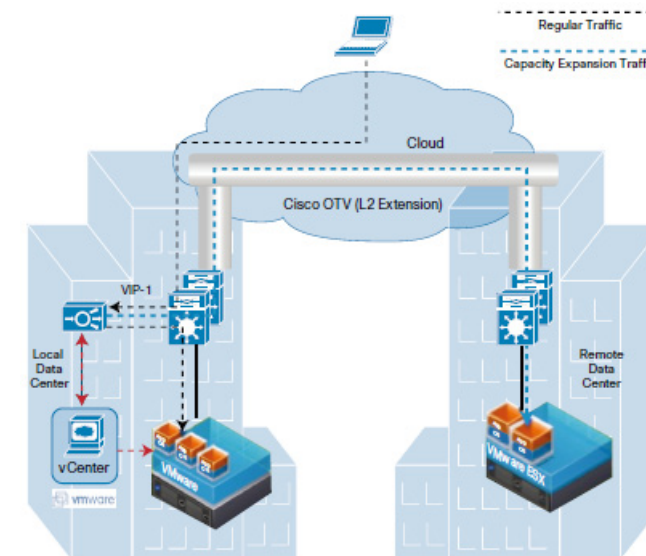 Regular Traffic
Capacity Expansion Traff
Cloud
Cisco OTV (L2 Extension)
VIP-1
Local
Data
Center
Remote
Data
Center
vCenter
vmware
VMware
VMware ESX